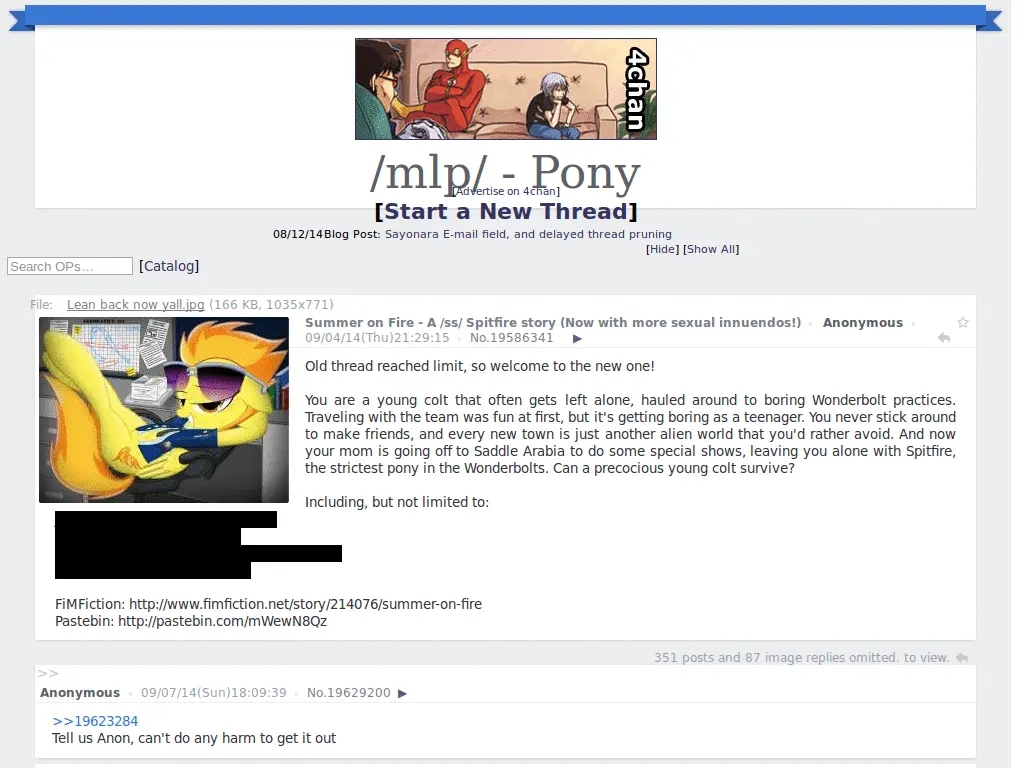 4chan
/mlp/ - Pony
[Advertise on 4chan]
[Start a New Thread]
08/12/14Blog Post: Sayonara E-mail field, and delayed thread pruning
[Hide] [Show All]
Search OPs… [Catalog]
File: Lean back now yall.jpg (166 KB, 1035x771)
Summer on Fire - A /ss/ Spitfire story (Now with more sexual innuendos!) Anonymous
09/04/14(Thu)21:29:15 No.19586341 ▶
Old thread reached limit, so welcome to the new one!
You are a young colt that often gets left alone, hauled around to boring Wonderbolt practices.
Traveling with the team was fun at first, but it's getting boring as a teenager. You never stick around
to make friends, and every new town is just another alien world that you'd rather avoid. And now
your mom is going off to Saddle Arabia to do some special shows, leaving you alone with Spitfire,
the strictest pony in the Wonderbolts. Can a precocious young colt survive?
Including, but not limited to:
FiMFiction: http://www.fimfiction.net/story/214076/summer-on-fire
Pastebin: http://pastebin.com/mWewN8Qz
351 posts and 87 image replies omitted. to view.
>>
Anonymous 09/07/14(Sun)18:09:39 No.19629200 ▶
>>19623284
Tell us Anon, can't do any harm to get it out